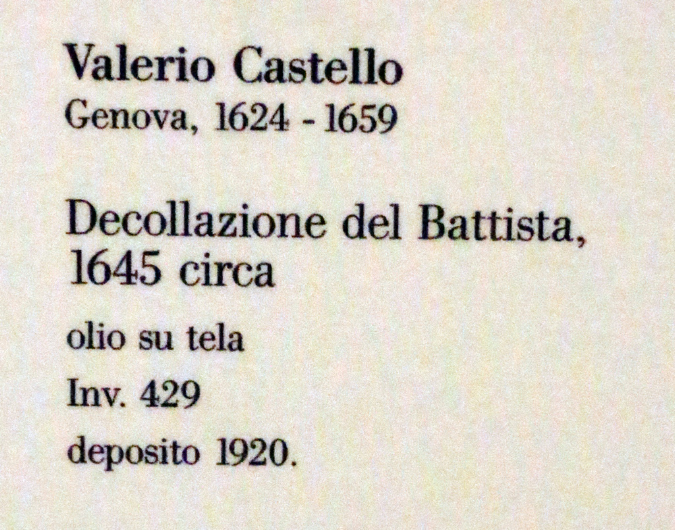 Valerio Castello
Genova, 1624 - 1659
Decollazione del Battista,
1645 circa
olio su tela
Inv. 429
deposito 1920.